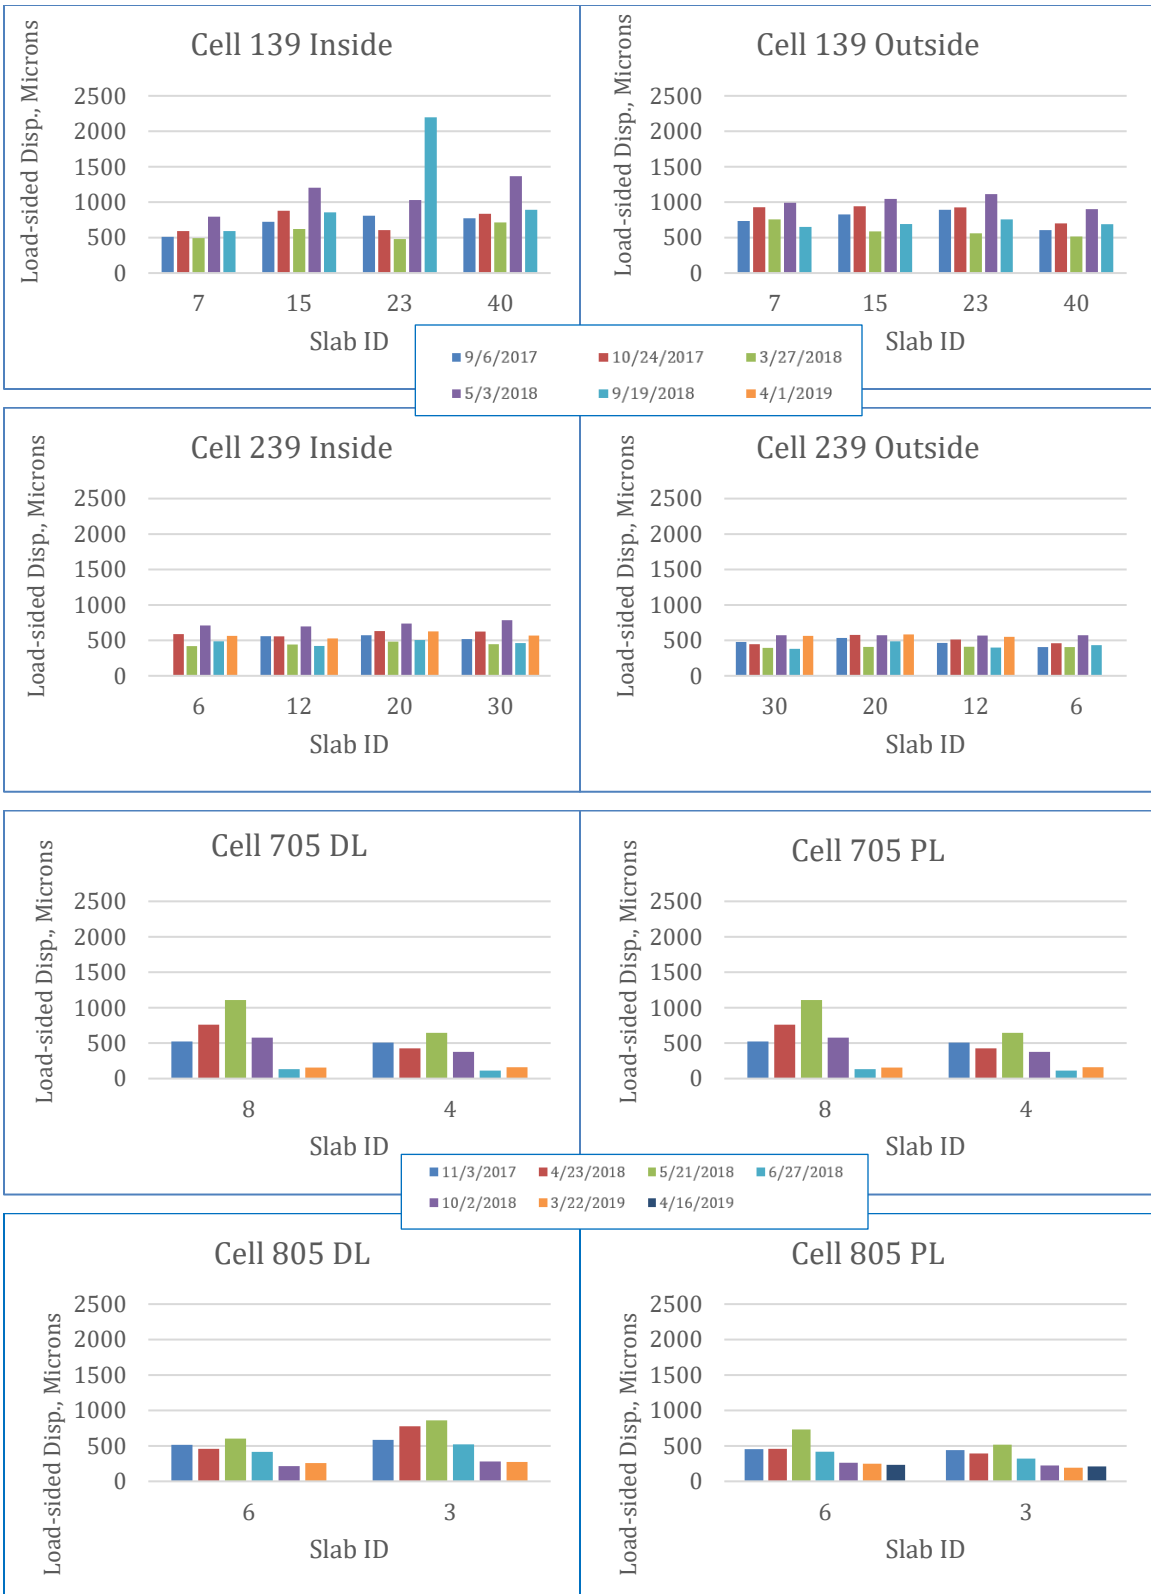 Cell 139 Inside
Load-sided Disp., Microns
2500
2000
1500
1000
500
0
7 15 23 40
Slab ID
Cell 139 Outside
Load-sided Disp., Microns
2500
2000
1500
1000
500
0
7 15 23 40
Slab ID
9/6/2017 10/24/2017 3/27/2018
5/3/2018 9/19/2018 4/1/2019
Cell 239 Inside
Load-sided Disp., Microns
2500
2000
1500
1000
500
0
6 12 20 30
Slab ID
Cell 239 Outside
Load-sided Disp., Microns
2500
2000
1500
1000
500
0
30 20 12 6
Slab ID
Cell 705 DL
Load-sided Disp., Microns
2500
2000
1500
1000
500
0
8 4
Slab ID
Cell 705 PL
Load-sided Disp., Microns
2500
2000
1500
1000
500
0
8 4
Slab ID
11/3/2017 4/23/2018 5/21/2018 6/27/2018
10/2/2018 3/22/2019 4/16/2019
Cell 805 DL
Load-sided Disp., Microns
2500
2000
1500
1000
500
0
6 3
Slab ID
Cell 805 PL
Load-sided Disp., Microns
2500
2000
1500
1000
500
0
6 3
Slab ID